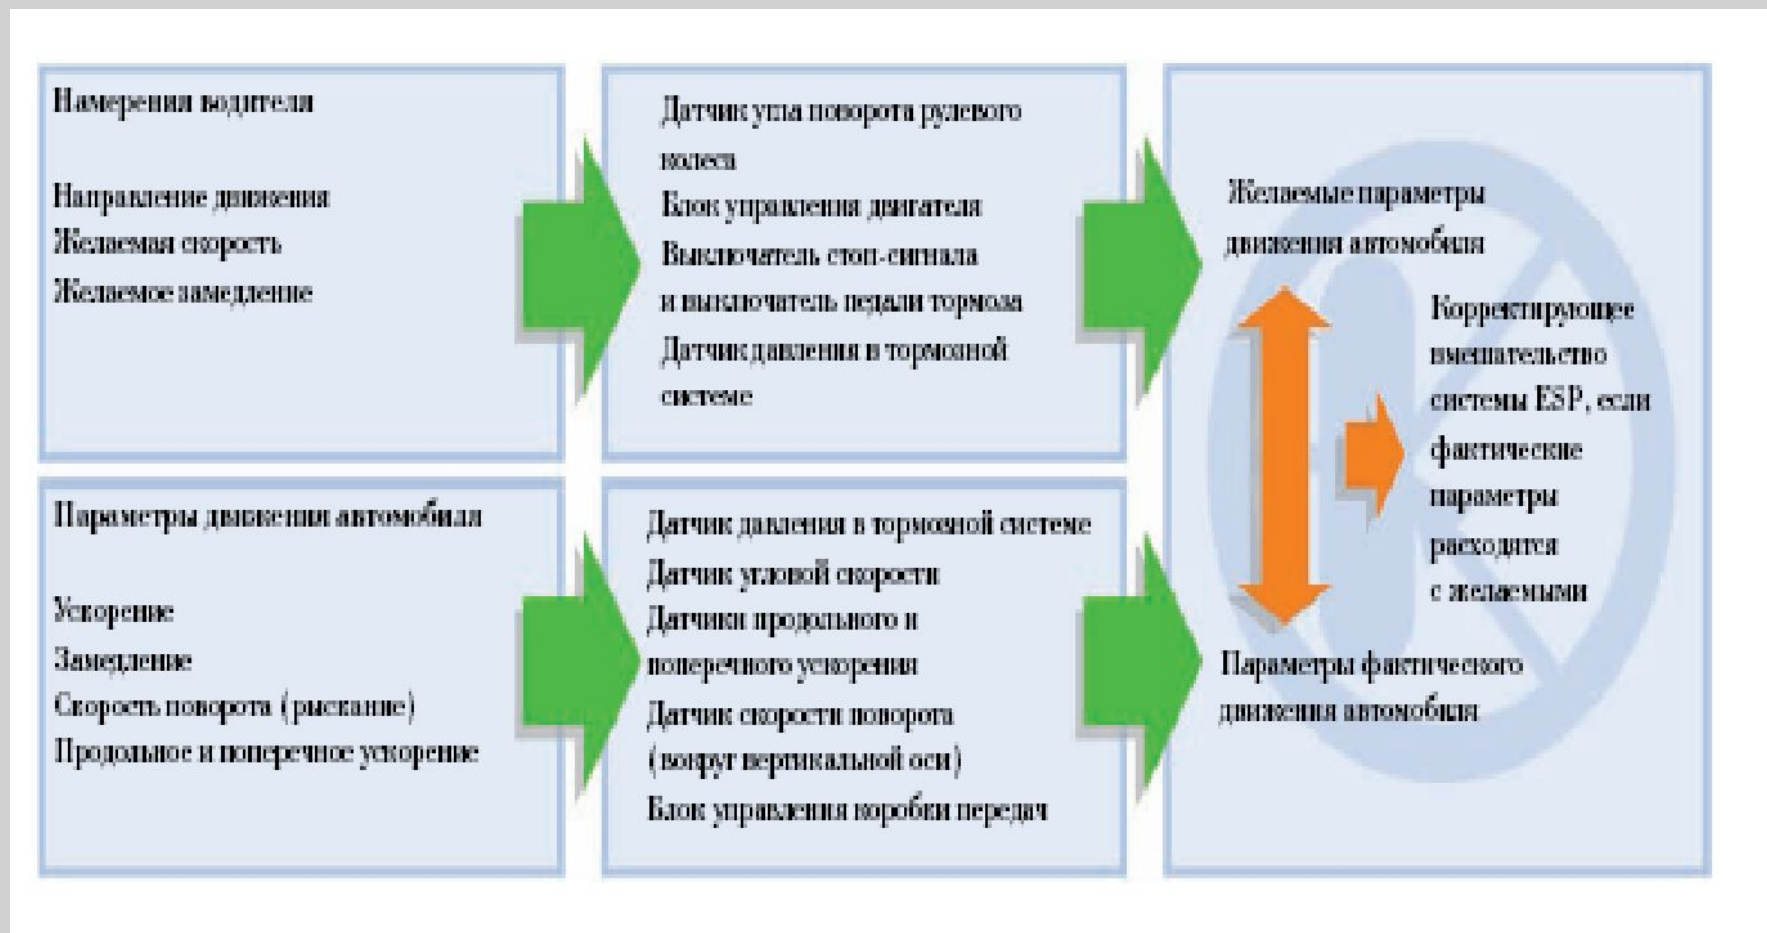 Намерения водителя
Направление движения
Желаемая скорость
Желаемое замедление
Датчик угла поворота рулевого
колеса
Блок управления двигателя
Выключатель стоп-сигнала
и выключатель педали тормоза
Датчик давления в тормозной
системе
Параметры движения автомобиля
Ускорение
Замедление
Скорость поворота (рыскание)
Продольное и поперечное ускорение
Датчик давления в тормозной системе
Датчик угловой скорости
Датчики продольного и
поперечного ускорения
Датчик скорости поворота
(вокруг вертикальной оси)
Блок управления коробки передач
Желаемые параметры
движения автомобиля
Корректирующее
вмешательство
системы ESP, если
фактические
параметры
расходятся
с желаемыми
Параметры фактического
движения автомобиля